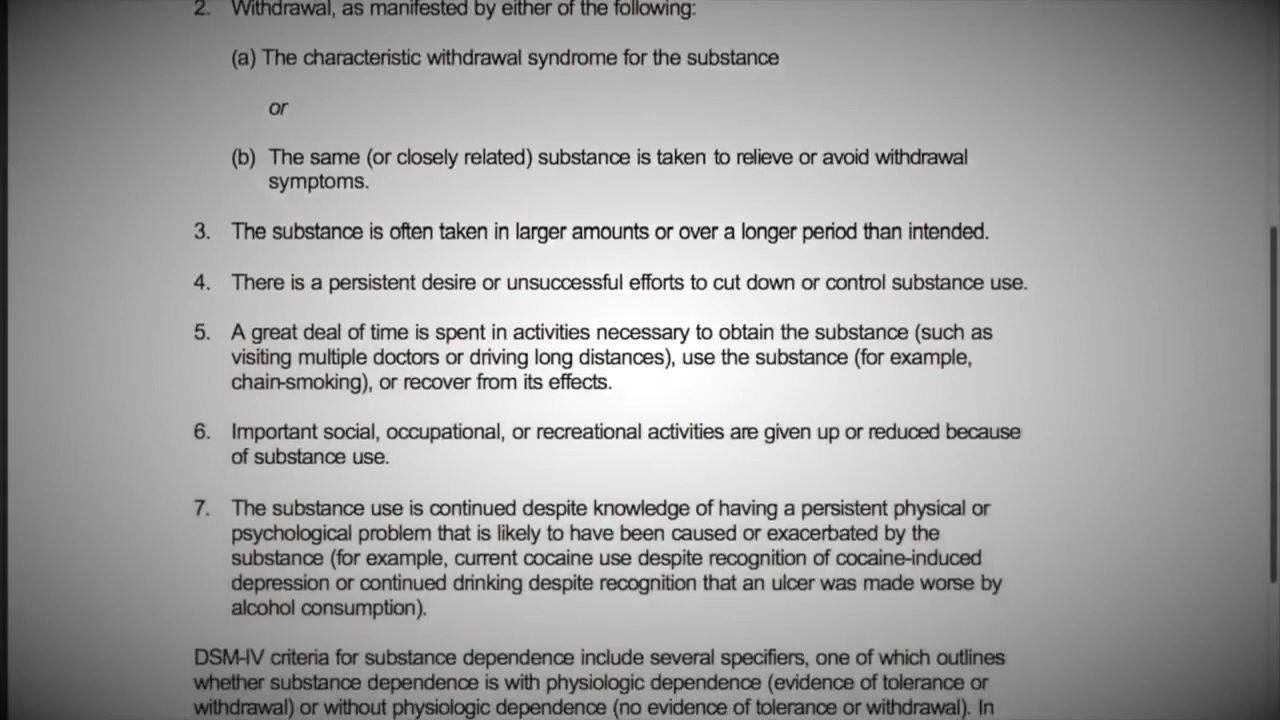 2. Withdrawal, as manifested by either of the following:
(a) The characteristic withdrawal syndrome for the substance
or
(b) The same (or closely related) substance is taken to relieve or avoid withdrawal
symptoms.
3. The substance is often taken in larger amounts or over a longer period than intended.
4. There is a persistent desire or unsuccessful efforts to cut down or control substance use.
5. A great deal of time is spent in activities necessary to obtain the substance (such as
visiting multiple doctors or driving long distances), use the substance (for example,
chain-smoking), or recover from its effects.
6. Important social, occupational, or recreational activities are given up or reduced because
of substance use.
7. The substance use is continued despite knowledge of having a persistent physical or
psychological problem that is likely to have been caused or exacerbated by the
substance (for example, current cocaine use despite recognition of cocaine-induced
depression or continued drinking despite recognition that an ulcer was made worse by
alcohol consumption).
DSM-IV criteria for substance dependence include several specifiers, one of which outlines
whether substance dependence is with physiologic dependence (evidence of tolerance or
withdrawal) or without physiologic dependence (no evidence of tolerance or withdrawal). In